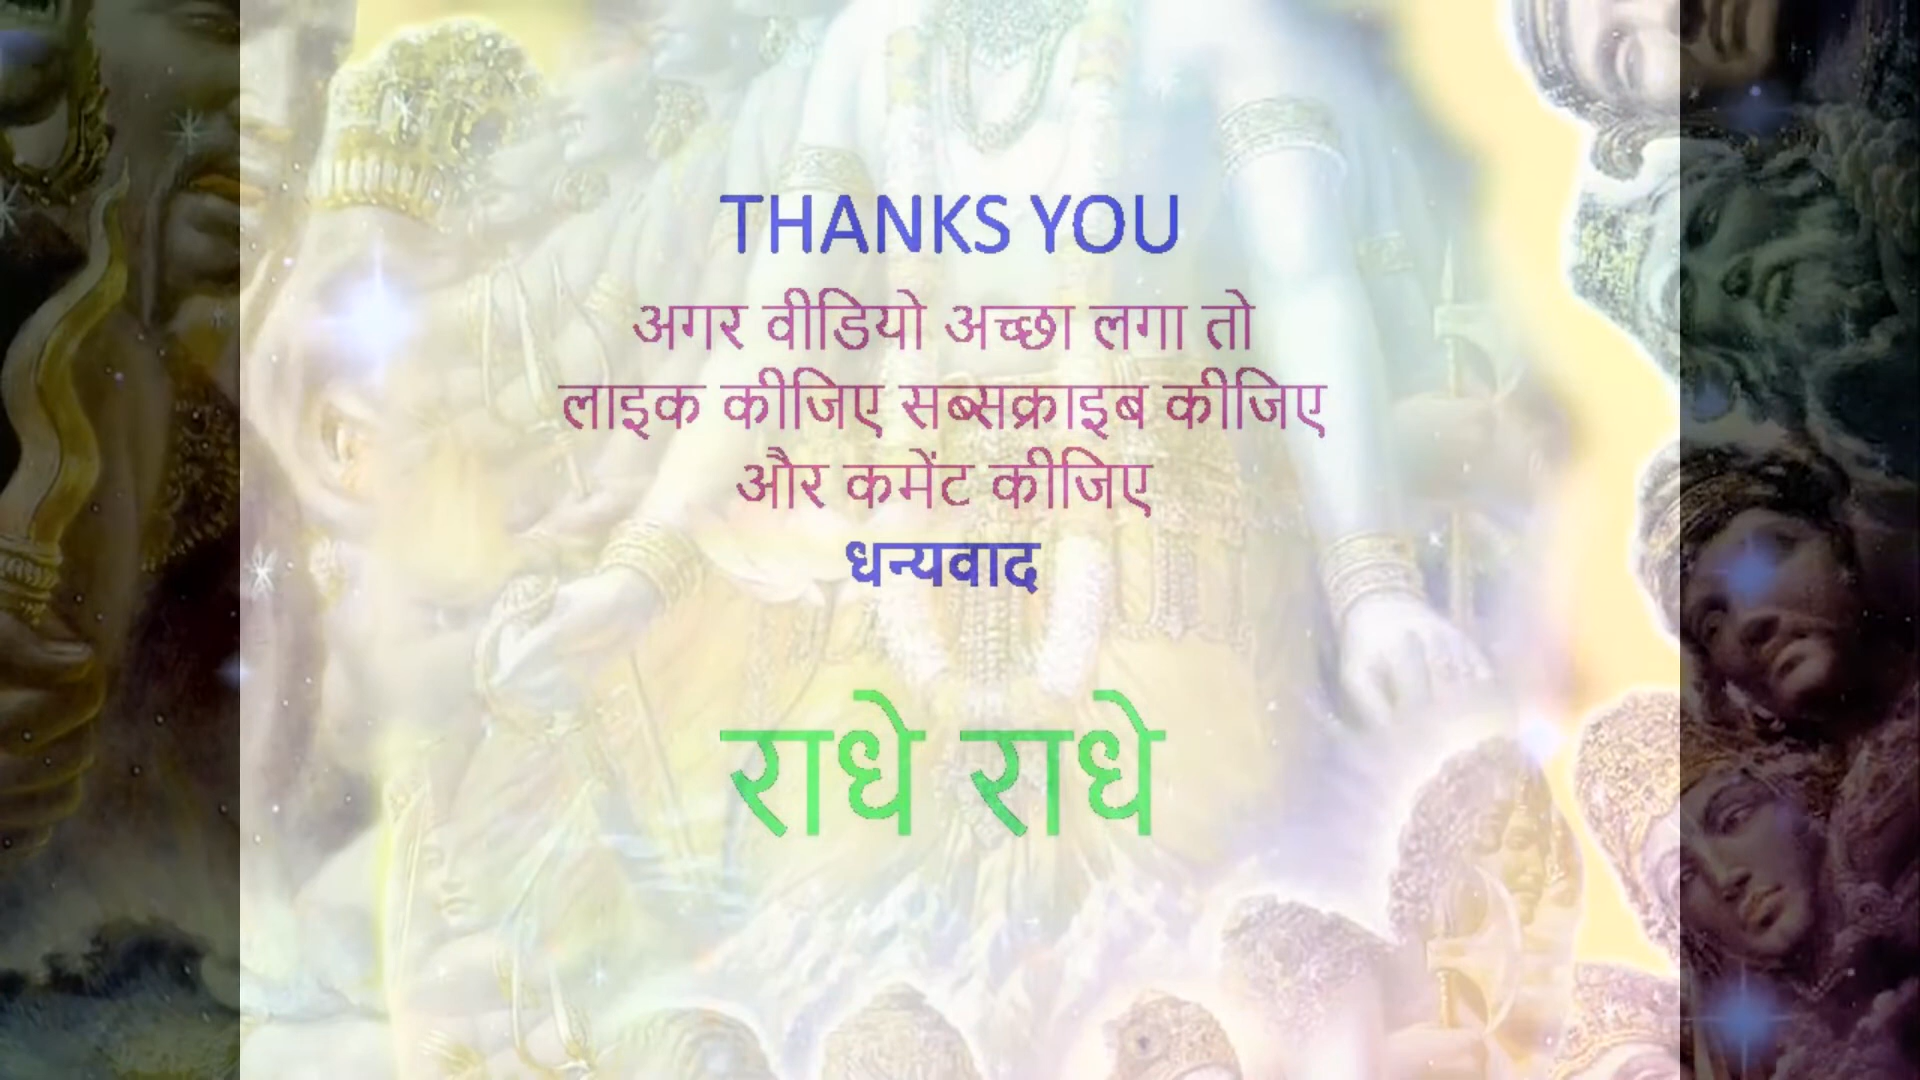 THANKS YOU
अगर वीडियो अच्छा लगा तो
लाइक कीजिए सब्सक्राइब कीजिए
और कमेंट कीजिए
धन्यवाद
राधे राधे